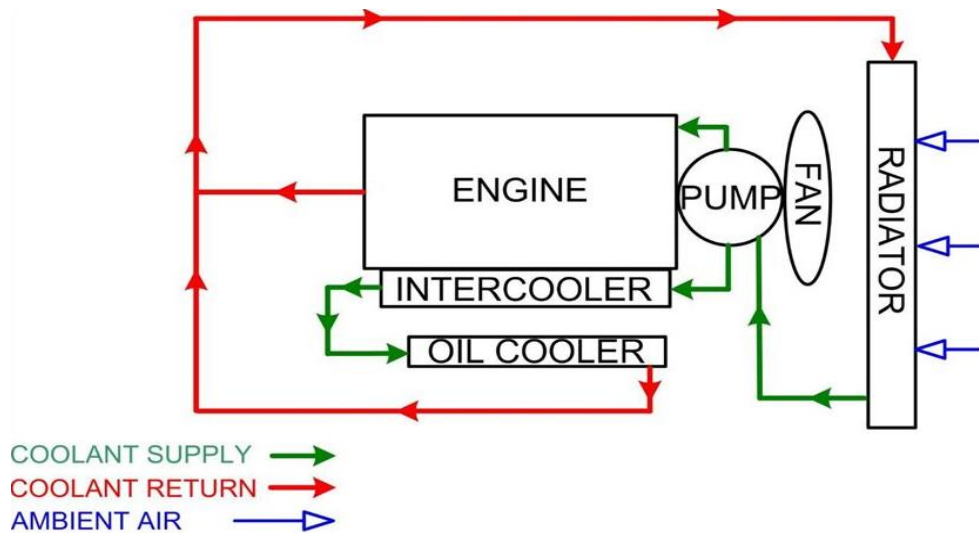 ENGINE
PUMP
FAN
RADIATOR
INTERCOOLER
OIL COOLER
COOLANT SUPPLY
COOLANT RETURN
AMBIENT AIR